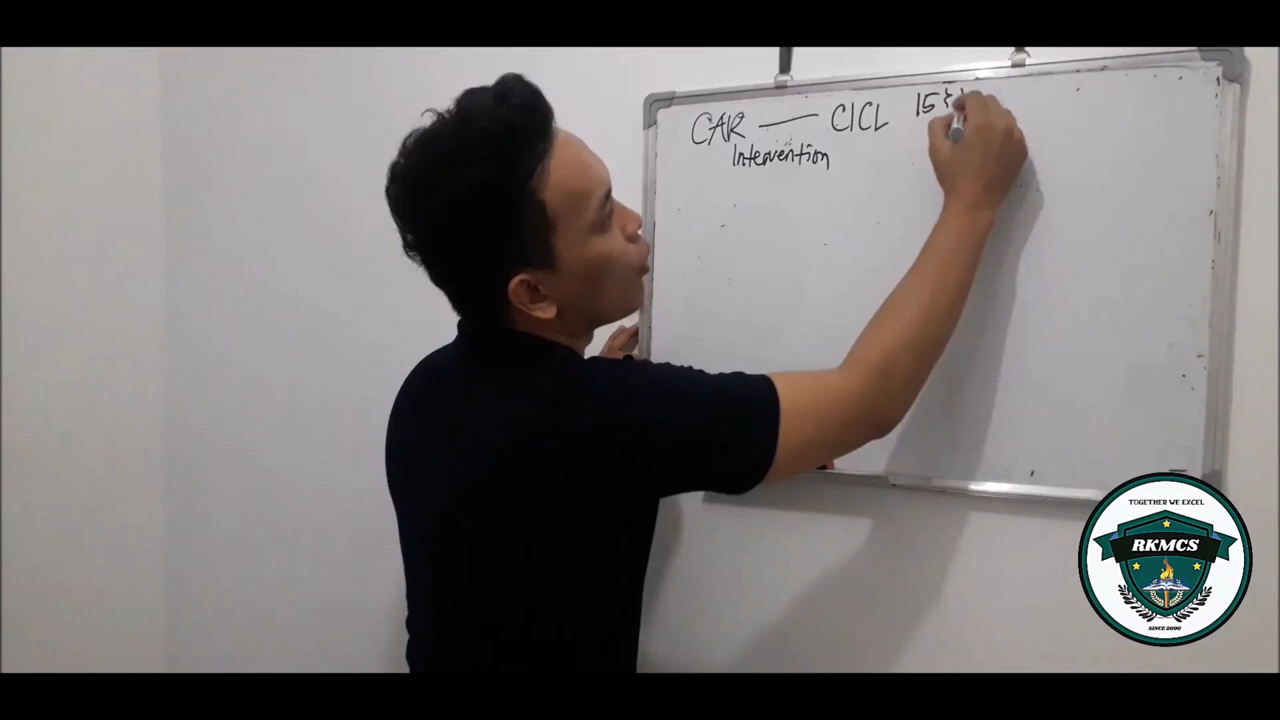 CAR — CICL 15
Intervention
TOGETHER WE EXCEL
RKMCS
SINCE 2000